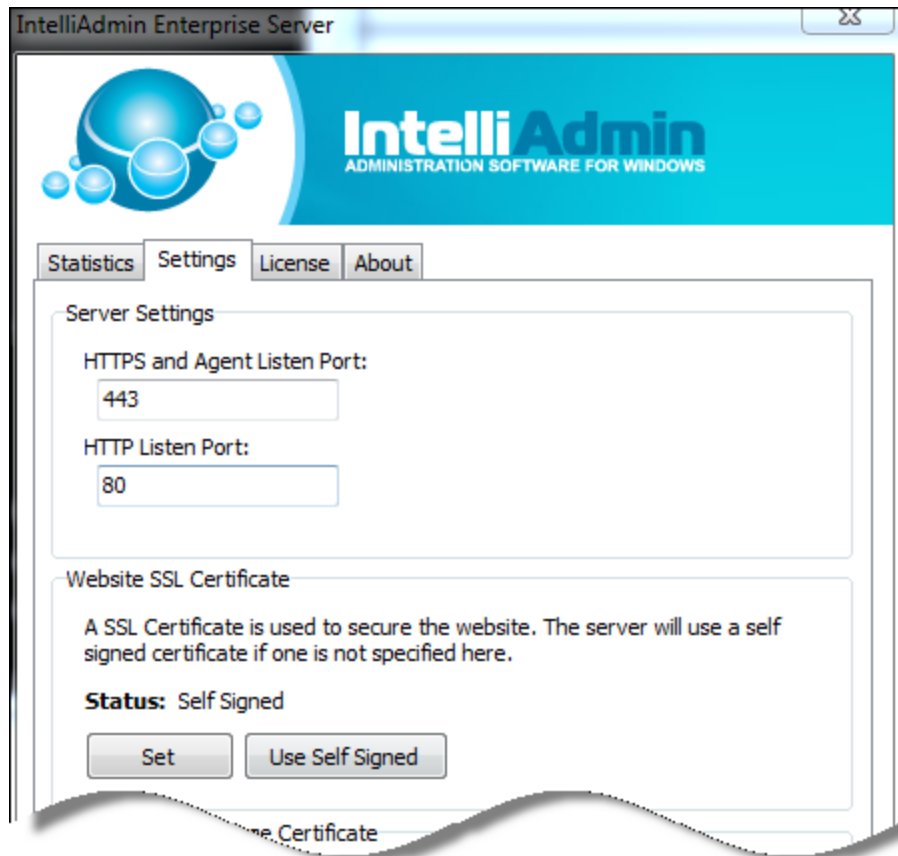 IntelliAdmin Enterprise Server
IntelliAdmin
ADMINISTRATION SOFTWARE FOR WINDOWS
Statistics Settings License About
Server Settings
HTTPS and Agent Listen Port:
443
HTTP Listen Port:
80
Website SSL Certificate
A SSL Certificate is used to secure the website. The server will use a self
signed certificate if one is not specified here.
Status: Self Signed
Set Use Self Signed
Certificate